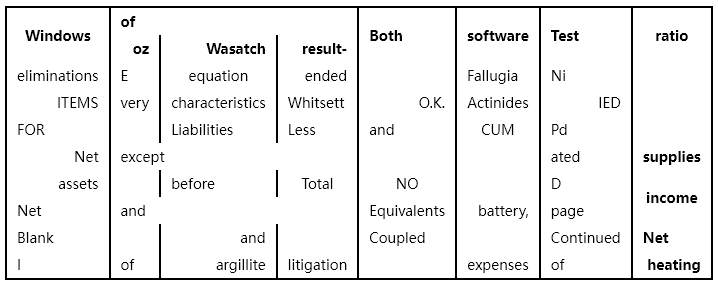 Windows of Both software Test ratio
oz Wasatch result-
eliminations E equation ended Fallugia Ni
ITEMS very characteristics Whitsett O.K. Actinides IED
FOR Liabilities Less and CUM Pd
Net except ated supplies
assets before Total NO D income
Net and Equivalents battery, page
Blank and Coupled Continued Net
I of argillite litigation expenses of heating